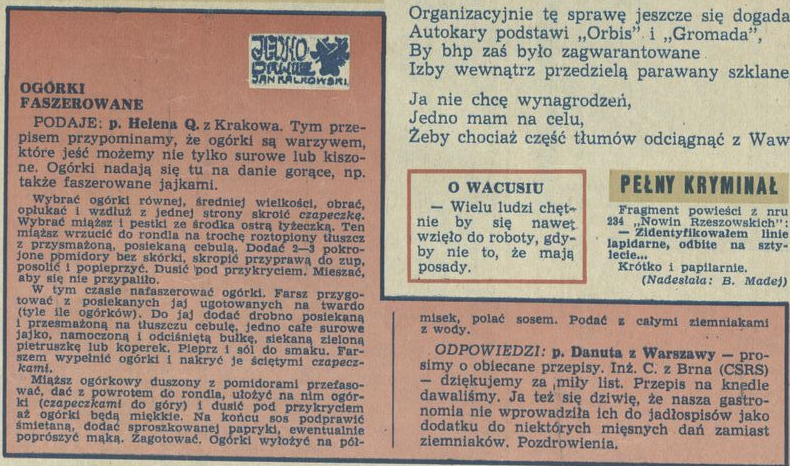 JEDNO
DANIE
JAN KALKOWSKI
OGÓRKI
FASZEROWANE
PODAJE: p. Helena Q. z Krakowa. Tym prze-
pisem przypominamy, że ogórki są warzywem,
które jeść możemy nie tylko surowe lub kiszo-
ne. Ogórki nadają się tu na danie gorące, np.
także faszerowane jajkami.
Wybrać ogórki równej, średniej wielkości, obrać,
opłukać i wzdłuż z jednej strony skroić czapeczkę.
Wybrać miąższ i pestki ze środka ostrą łyżeczką. Ten
miąższ wrzucić do rondla na trochę roztopiony tłuszcz
z przysmażoną, posiekaną cebulą. Dodać 2—3 pokro-
jone pomidory bez skórki, skropić przyprawą do zup,
posolić i popieprzyć. Dusić pod przykryciem. Mieszać,
aby się nie przypaliło.
W tym czasie nafaszerować ogórki. Farsz przygo-
tować z posiekanych jaj ugotowanych na twardo
(tyle ile ogórków). Do jaj dodać drobno posiekaną
i przesmażoną na tłuszczu cebulę, jedno całe surowe
jajko, namoczoną i odciśniętą bułkę, siekaną zieloną
pietruszkę lub koperek. Pieprz i sól do smaku. Far-
szem wypełnić ogórki i nakryć je ściętymi czapecz-
kami.
Miąższ ogórkowy duszony z pomidorami przefaso-
wać, dać z powrotem do rondla, ułożyć na nim ogór-
ki (czapeczkami do góry) i dusić pod przykryciem
aż ogórki będą miękkie. Na końcu sos podprawić
śmietaną, dodać sproszkowanej papryki, ewentualnie
poprószyć mąką. Zagotować. Ogórki wyłożyć na pół-
misek, polać sosem. Podać z całymi ziemniakami
z wody.
ODPOWIEDZI: p. Danuta z Warszawy — pro-
simy o obiecane przepisy. Inż. C. z Brna (CSRS)
— dziękujemy za miły list. Przepis na knedle
dawaliśmy. Ja też się dziwię, że nasza gastro-
nomia nie wprowadziła ich do jadłospisów jako
dodatku do niektórych mięsnych dań zamiast
ziemniaków. Pozdrowienia.
Organizacyjnie tę sprawę jeszcze się dogada
Autokary podstawi „Orbis" i „Gromada",
By bhp zaś było zagwarantowane
Izby wewnątrz przedzielą parawany szklane
Ja nie chcę wynagrodzeń,
Jedno mam na celu,
Żeby chociaż część tłumów odciągnąć z Waw
O WACUSIU
— Wielu ludzi chęt-
nie by się nawet
wzięło do roboty, gdy-
by nie to, że mają
posady.
PEŁNY KRYMINAŁ
Fragment powieści z nru
234 „Nowin Rzeszowskich":
— Zidentyfikowałem linie
lapidarne, odbite na szty-
lecie...
Krótko i papilarnie.
(Nadesłała: B. Madej)